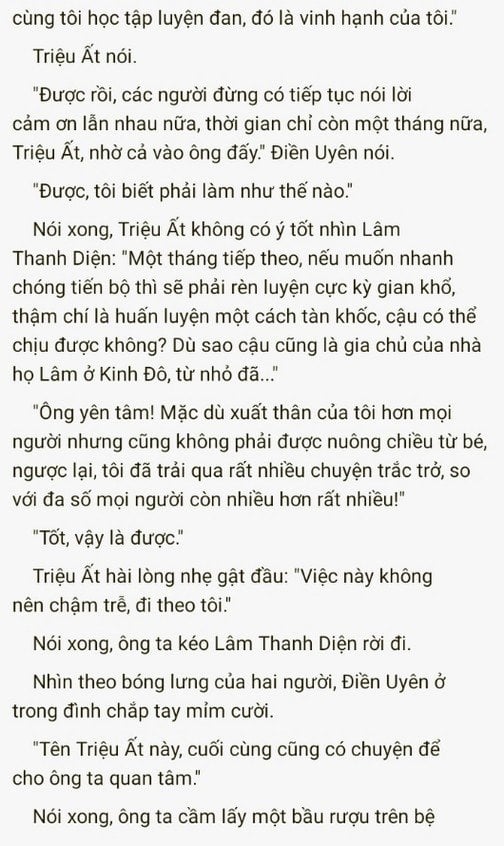 cùng tôi học tập luyện đan, đó là vinh hạnh của tôi."
Triệu Ất nói.
"Được rồi, các người đừng có tiếp tục nói lời
cảm ơn lẫn nhau nữa, thời gian chỉ còn một tháng nữa,
Triệu Ất, nhờ cả vào ông đấy." Điền Uyên nói.
"Được, tôi biết phải làm như thế nào."
Nói xong, Triệu Ất không có ý tốt nhìn Lâm
Thanh Diện: "Một tháng tiếp theo, nếu muốn nhanh
chóng tiến bộ thì sẽ phải rèn luyện cực kỳ gian khổ,
thậm chí là huấn luyện một cách tàn khốc, cậu có thể
chịu được không? Dù sao cậu cũng là gia chủ của nhà
họ Lâm ở Kinh Đô, từ nhỏ đã..."
"Ông yên tâm! Mặc dù xuất thân của tôi hơn mọi
người nhưng cũng không phải được nuông chiều từ bé,
ngược lại, tôi đã trải qua rất nhiều chuyện trắc trở, so
với đa số mọi người còn nhiều hơn rất nhiều!"
"Tốt, vậy là được."
Triệu Ất hài lòng nhẹ gật đầu: "Việc này không
nên chậm trễ, đi theo tôi."
Nói xong, ông ta kéo Lâm Thanh Diện rời đi.
Nhìn theo bóng lưng của hai người, Điền Uyên ở
trong đình chắp tay mỉm cười.
"Tên Triệu Ất này, cuối cùng cũng có chuyện để
cho ông ta quan tâm."
Nói xong, ông ta cầm lấy một bầu rượu trên bệ